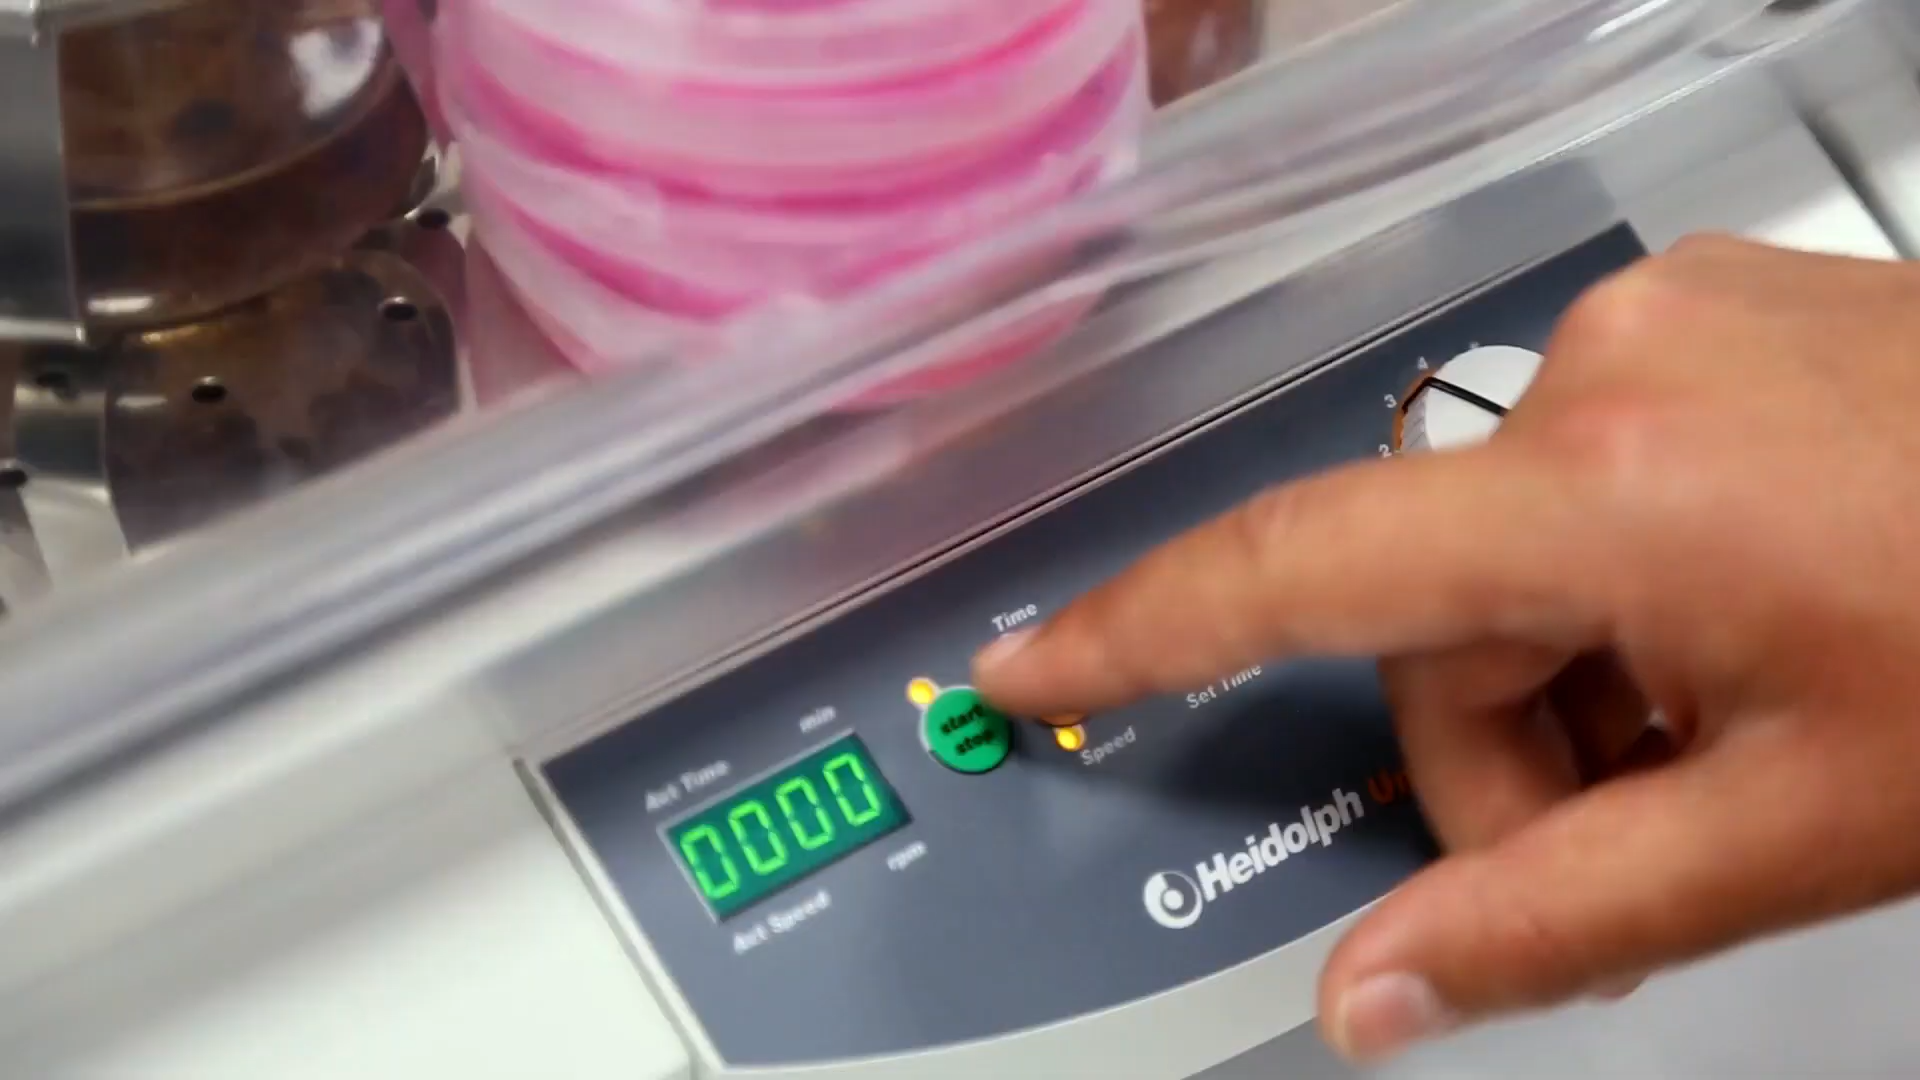 4
3
2
Time
start
stop
Set Time
Speed
min
Act Time
0000
rpm
Act Speed
Heidolph